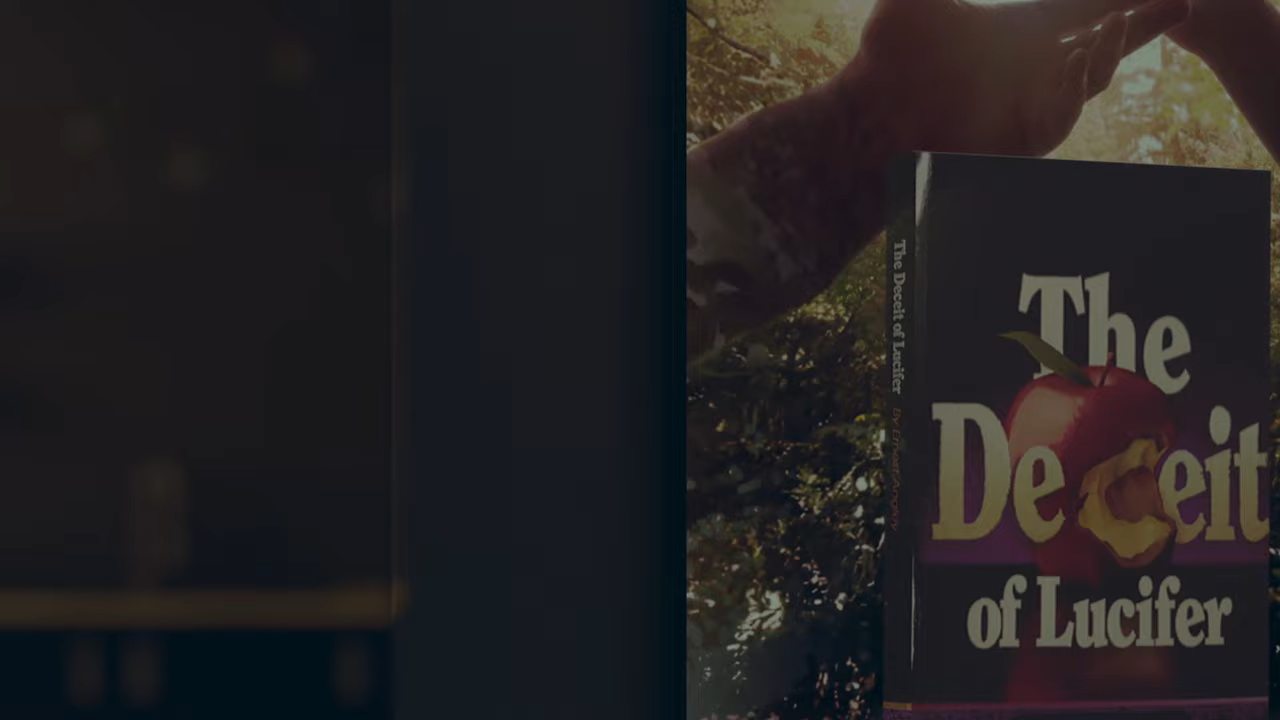 The Deceit of Lucifer
The
Deceit
of Lucifer